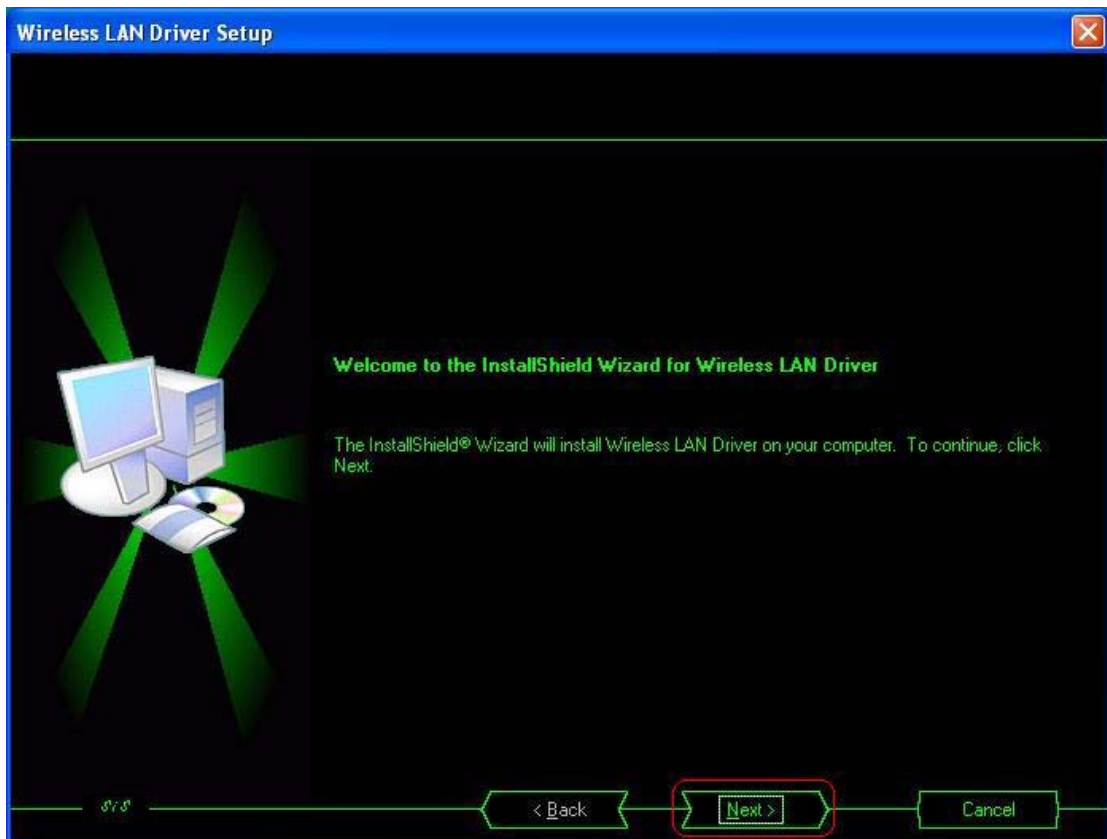 Wireless LAN Driver Setup
Welcome to the InstallShield Wizard for Wireless LAN Driver
The InstallShield® Wizard will install Wireless LAN Driver on your computer. To continue, click
Next.
SiS
< Back
Next >
Cancel